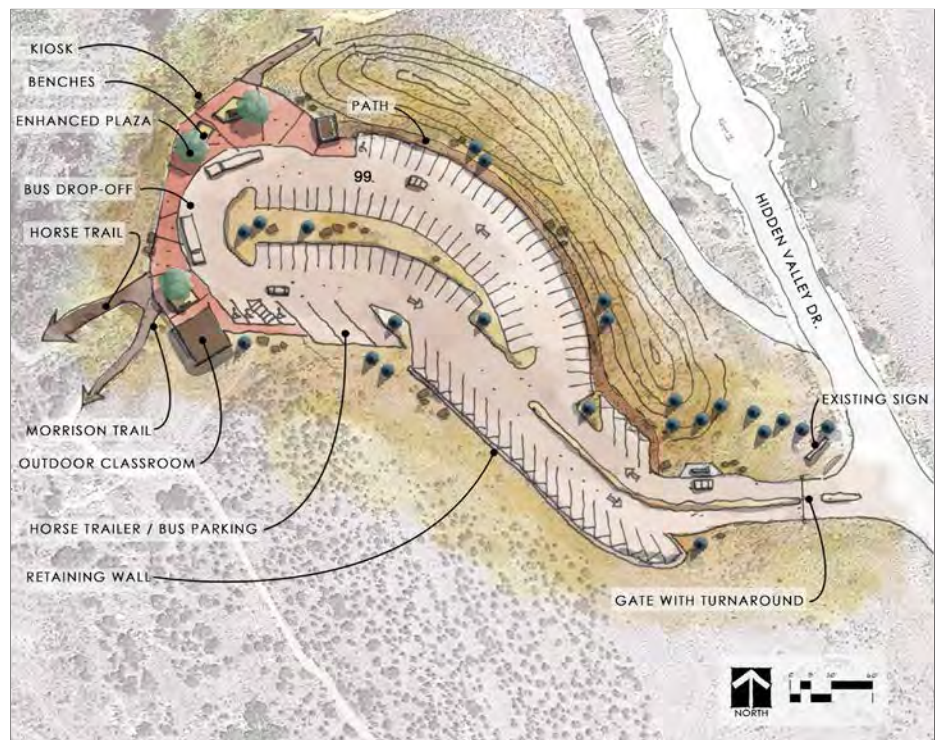 KIOSK
BENCHES
ENHANCED PLAZA
PATH
99.
BUS DROP-OFF
HORSE TRAIL
HIDDEN VALLEY DR.
EXISTING SIGN
MORRISON TRAIL
OUTDOOR CLASSROOM
HORSE TRAILER / BUS PARKING
RETAINING WALL
GATE WITH TURNAROUND
NORTH